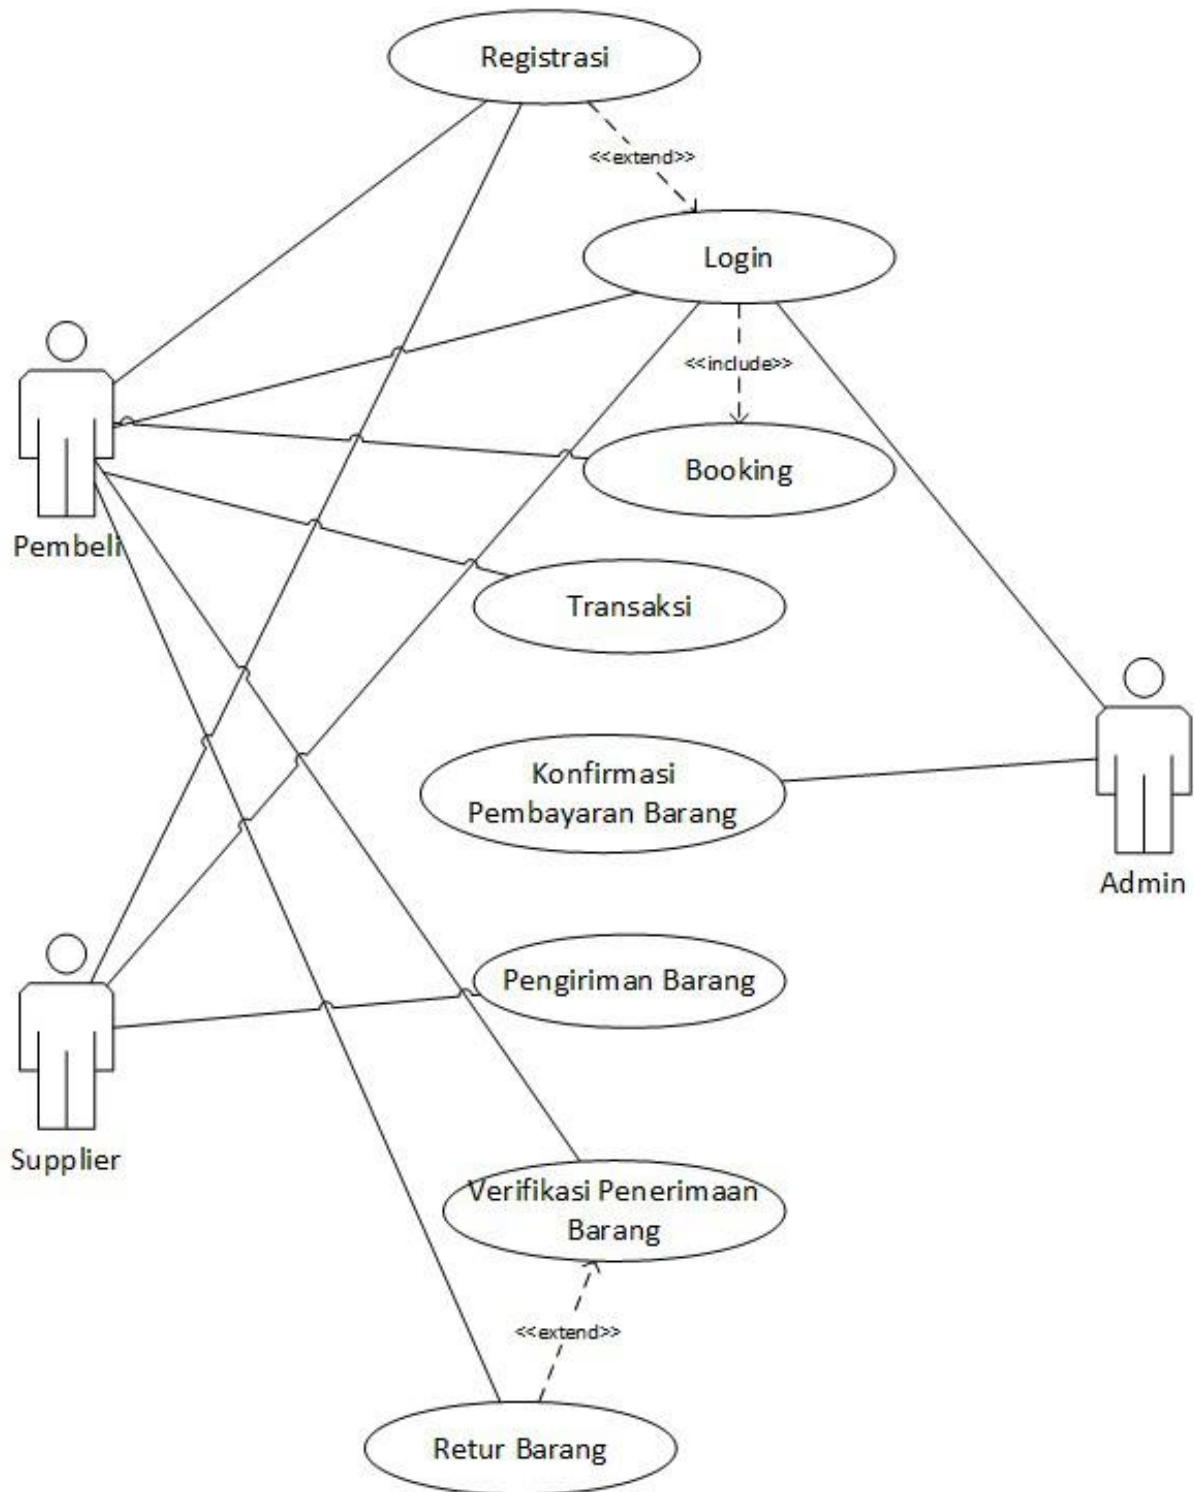 Registrasi
<<extend>>
Login
<<include>>
Booking
Pembeli
Transaksi
Konfirmasi
Pembayaran Barang
Admin
Pengiriman Barang
Supplier
Verifikasi Penerimaan
Barang
<<extend>>
Retur Barang